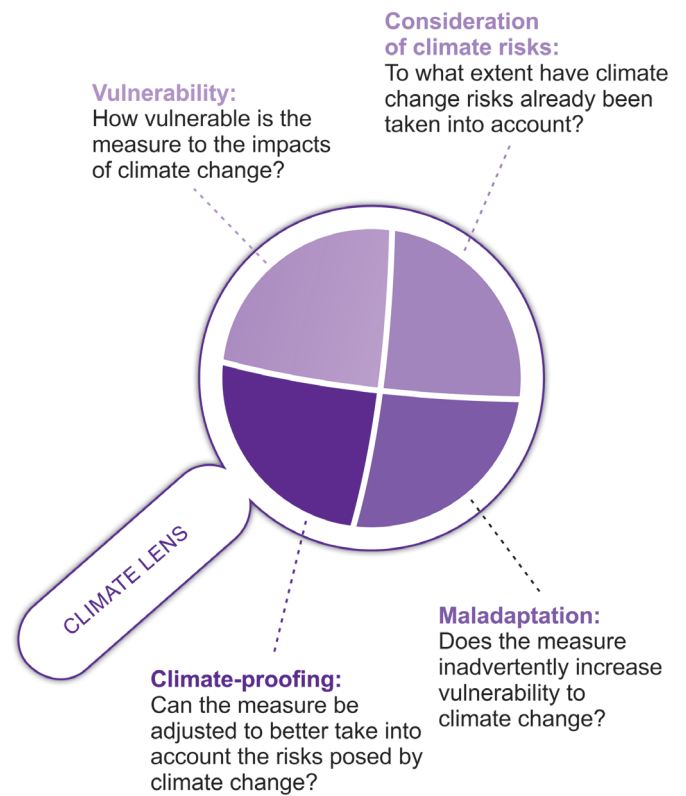 Consideration
of climate risks:
To what extent have climate
change risks already been
taken into account?
Vulnerability:
How vulnerable is the
measure to the impacts
of climate change?
CLIMATE LENS
Maladaptation:
Does the measure
inadvertently increase
vulnerability to
climate change?
Climate-proofing:
Can the measure be
adjusted to better take into
account the risks posed by
climate change?